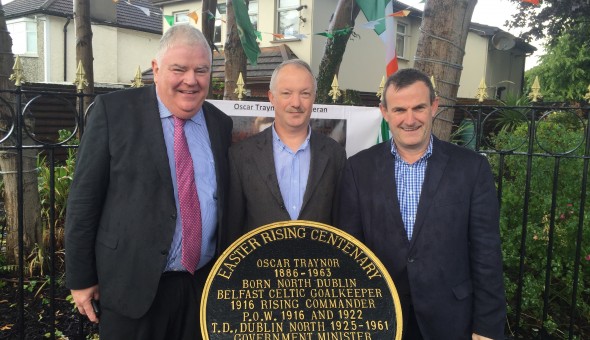 Oscar Trayn
eran
EASTER RISING CENTENARY.
OSCAR TRAYNOR
1886-1963
BORN NORTH DUBLIN
BELFAST CELTIC GOALKEEPER
1916 RISING COMMANDER
P.O.W. 1916 AND 1922
T.D., DUBLIN NORTH 1925-1961
GOVERNMENT MINISTER